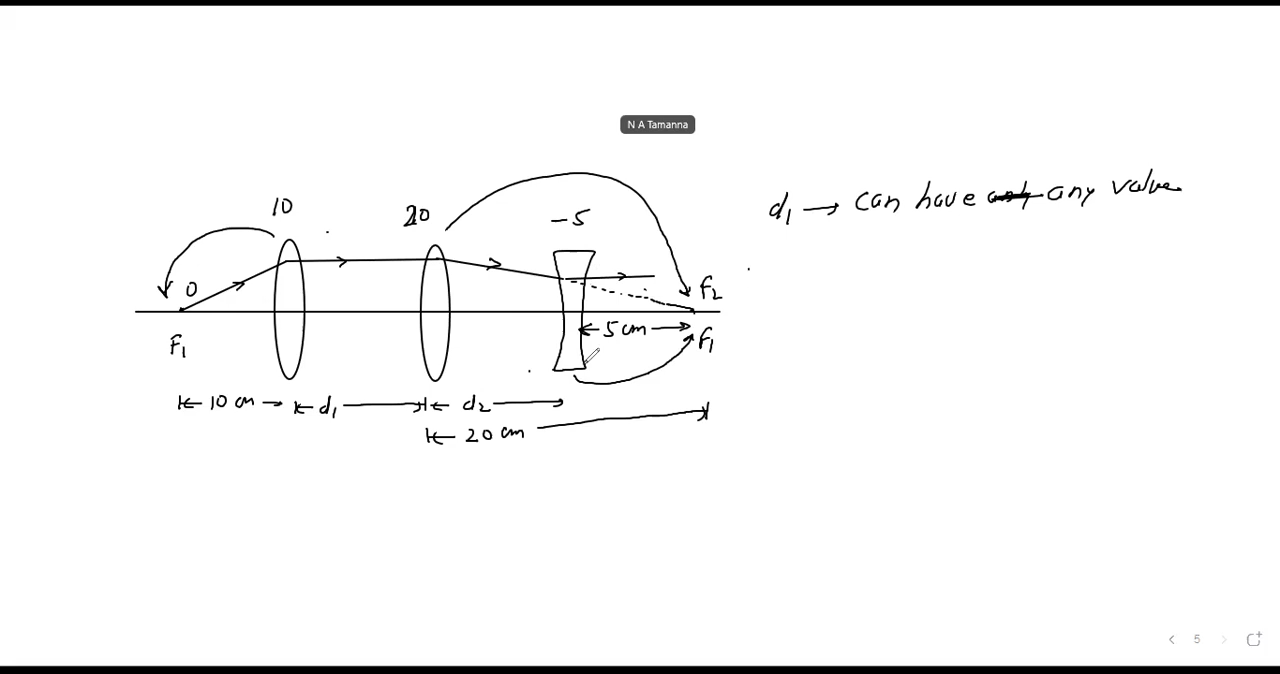 N A Tamanna
d1 → can have any value
10
20
-5
O
F2
5 cm
F1
F1
10 cm
d1
d2
20 cm
5